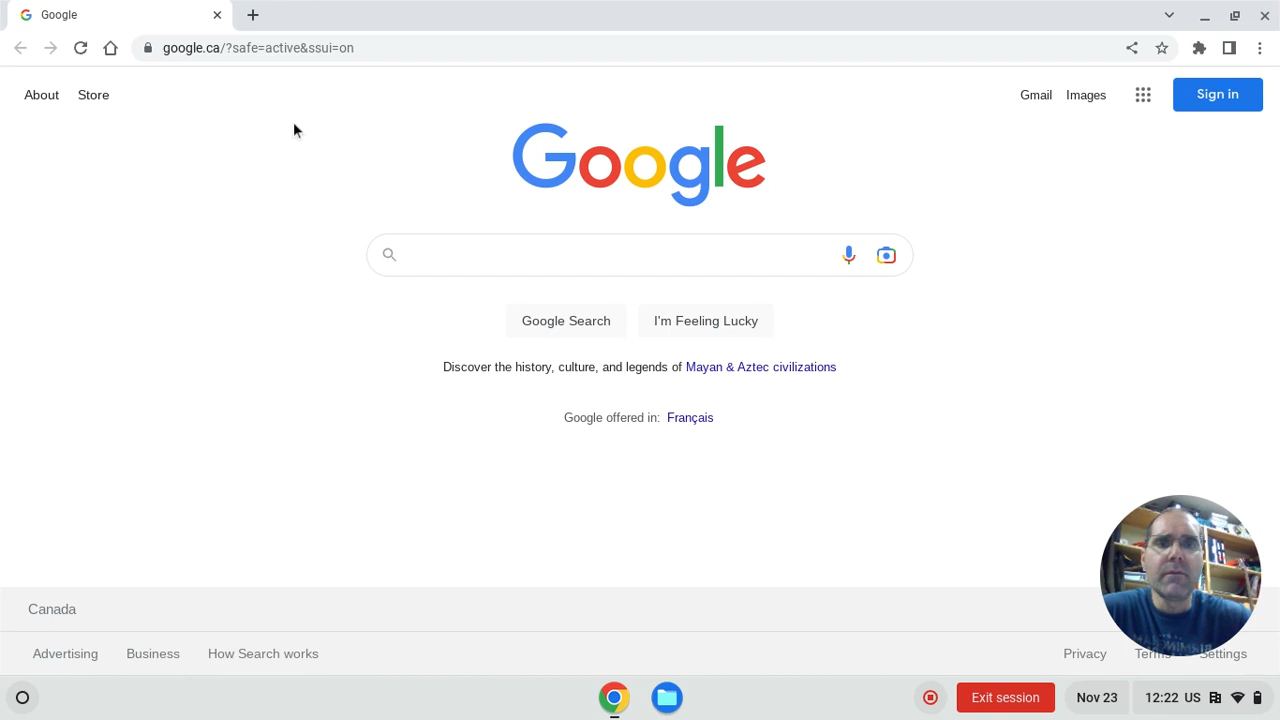 Google
google.ca/?safe=active&ssui=on
About Store Gmail Images Sign in
Google
Google Search I'm Feeling Lucky
Discover the history, culture, and legends of Mayan & Aztec civilizations
Google offered in: Français
Canada
Advertising Business How Search works Privacy Terms Settings
Exit session Nov 23 12:22 US